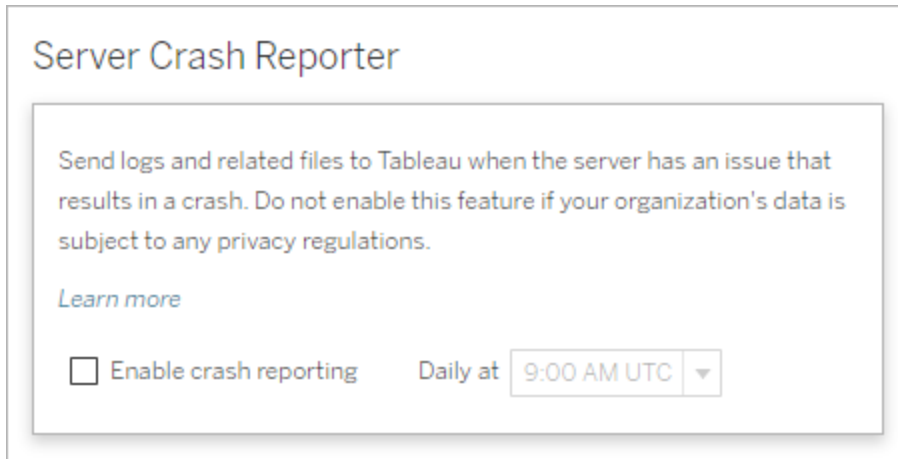 Server Crash Reporter
Send logs and related files to Tableau when the server has an issue that
results in a crash. Do not enable this feature if your organization's data is
subject to any privacy regulations.
Learn more
Enable crash reporting Daily at 9:00 AM UTC